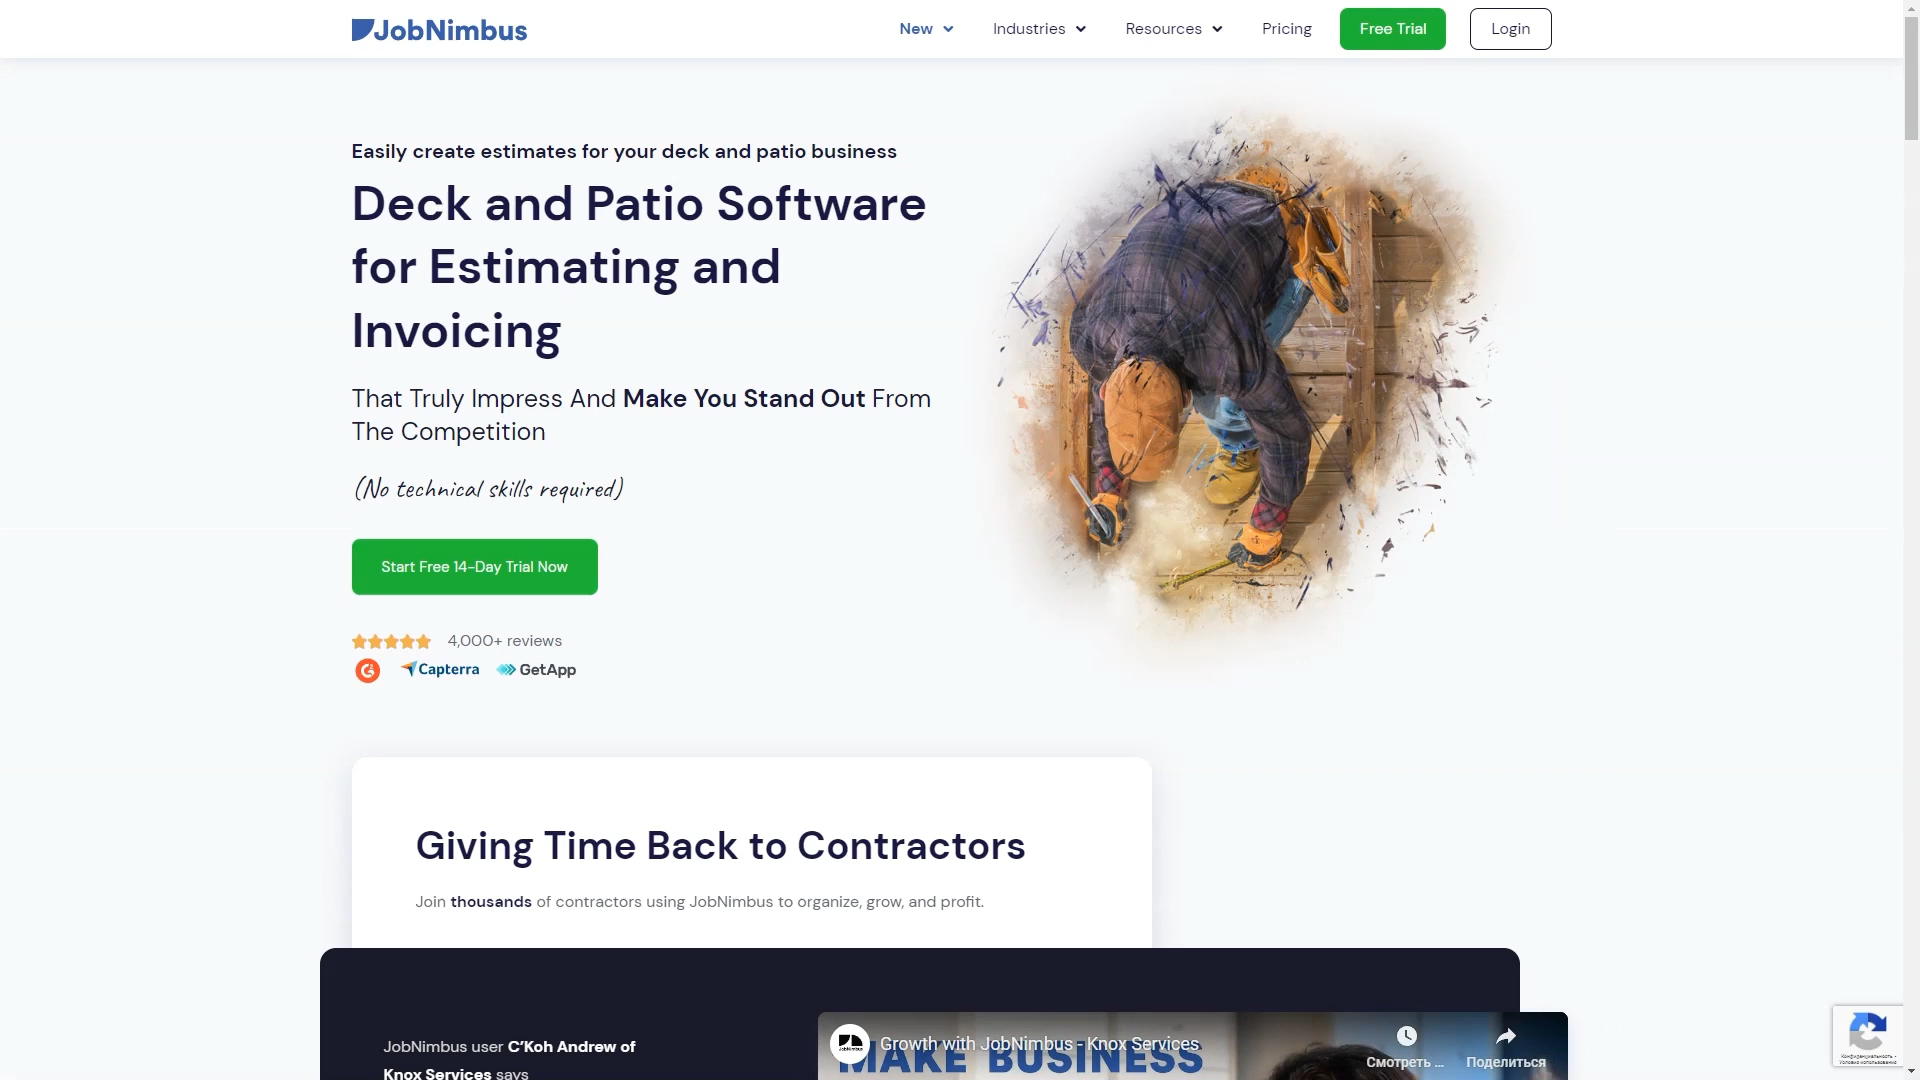 JobNimbus
New
Industries
Resources
Pricing
Free Trial
Login
Easily create estimates for your deck and patio business
Deck and Patio Software
for Estimating and
Invoicing
That Truly Impress And Make You Stand Out From
The Competition
(No technical skills required)
Start Free 14-Day Trial Now
4,000+ reviews
Capterra
GetApp
Giving Time Back to Contractors
Join thousands of contractors using JobNimbus to organize, grow, and profit.
JobNimbus user C’Koh Andrew of
Knox Services says
Growth with JobNimbus - Knox Services
MAKE BUSINESS
Смотреть ...
Поделиться
Конфиденциальность -
Условия использования